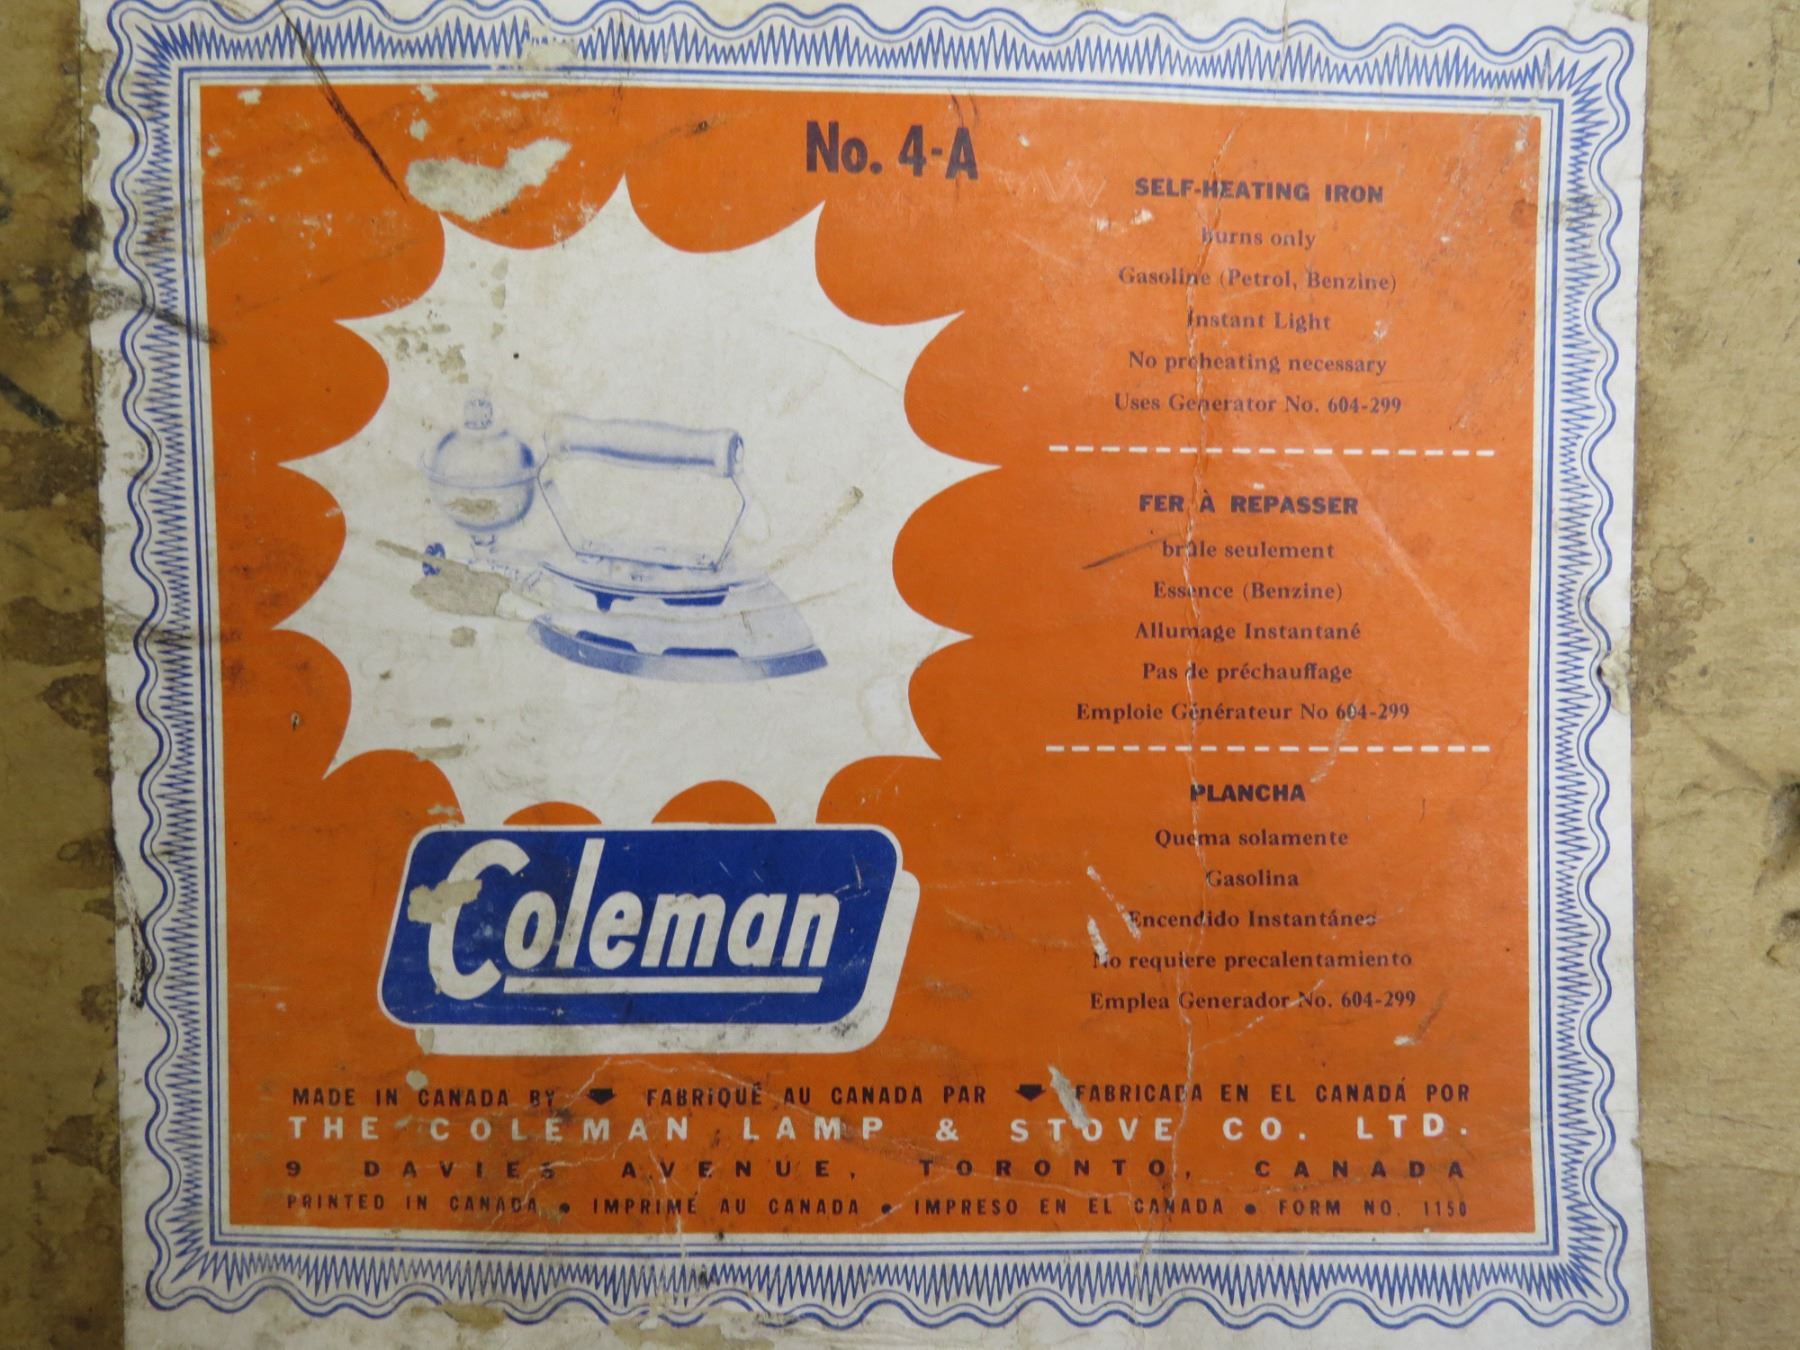 No. 4-A
SELF-HEATING IRON
burns only
Gasoline (Petrol, Benzine)
Instant Light
No preheating necessary
Uses Generator No. 604-299
FER À REPASSER
brûle seulement
Essence (Benzine)
Allumage Instantané
Pas de préchauffage
Emploie Générateur No 604-299
PLANCHA
Quema solamente
Gasolina
Encendido Instantáneo
No requiere precalentamiento
Emplea Generador No. 604-299
Coleman
MADE IN CANADA BY FABRIQUÉ AU CANADA PAR FABRICADA EN EL CANADÁ POR
THE COLEMAN LAMP & STOVE CO. LTD.
9 DAVIES AVENUE, TORONTO, CANADA
PRINTED IN CANADA • IMPRIMÉ AU CANADA • IMPRESO EN EL CANADA • FORM NO. 1150